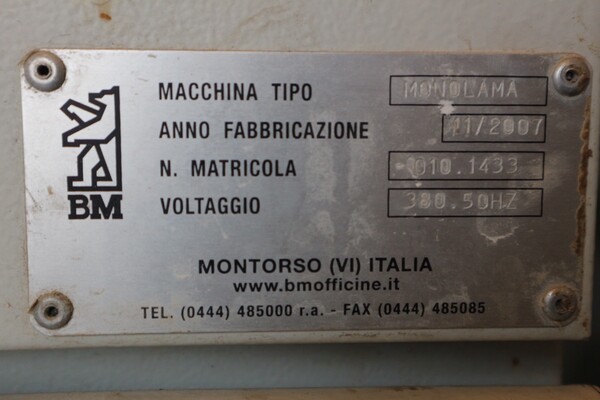 MACCHINA TIPO MONOLAMA
ANNO FABBRICAZIONE 11/2007
N. MATRICOLA 010.1433
VOLTAGGIO 380.50HZ
BM
MONTORSO (VI) ITALIA
www.bmofficine.it
TEL. (0444) 485000 r.a. - FAX (0444) 485085